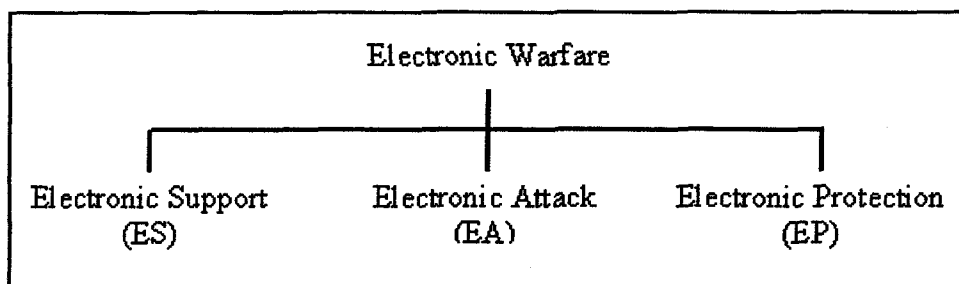 Electronic Warfare
Electronic Support
(ES)
Electronic Attack
(EA)
Electronic Protection
(EP)